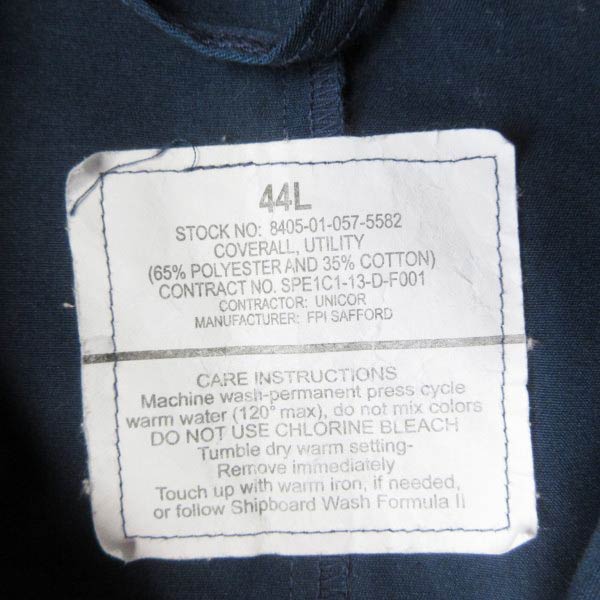 44L
STOCK NO: 8405-01-057-5582
COVERALL, UTILITY
(65% POLYESTER AND 35% COTTON)
CONTRACT NO. SPE1C1-13-D-F001
CONTRACTOR: UNICOR
MANUFACTURER: FPI SAFFORD
CARE INSTRUCTIONS
Machine wash-permanent press cycle
warm water (120° max), do not mix colors
DO NOT USE CHLORINE BLEACH
Tumble dry warm setting-
Remove immediately
Touch up with warm iron, if needed,
or follow Shipboard Wash Formula II